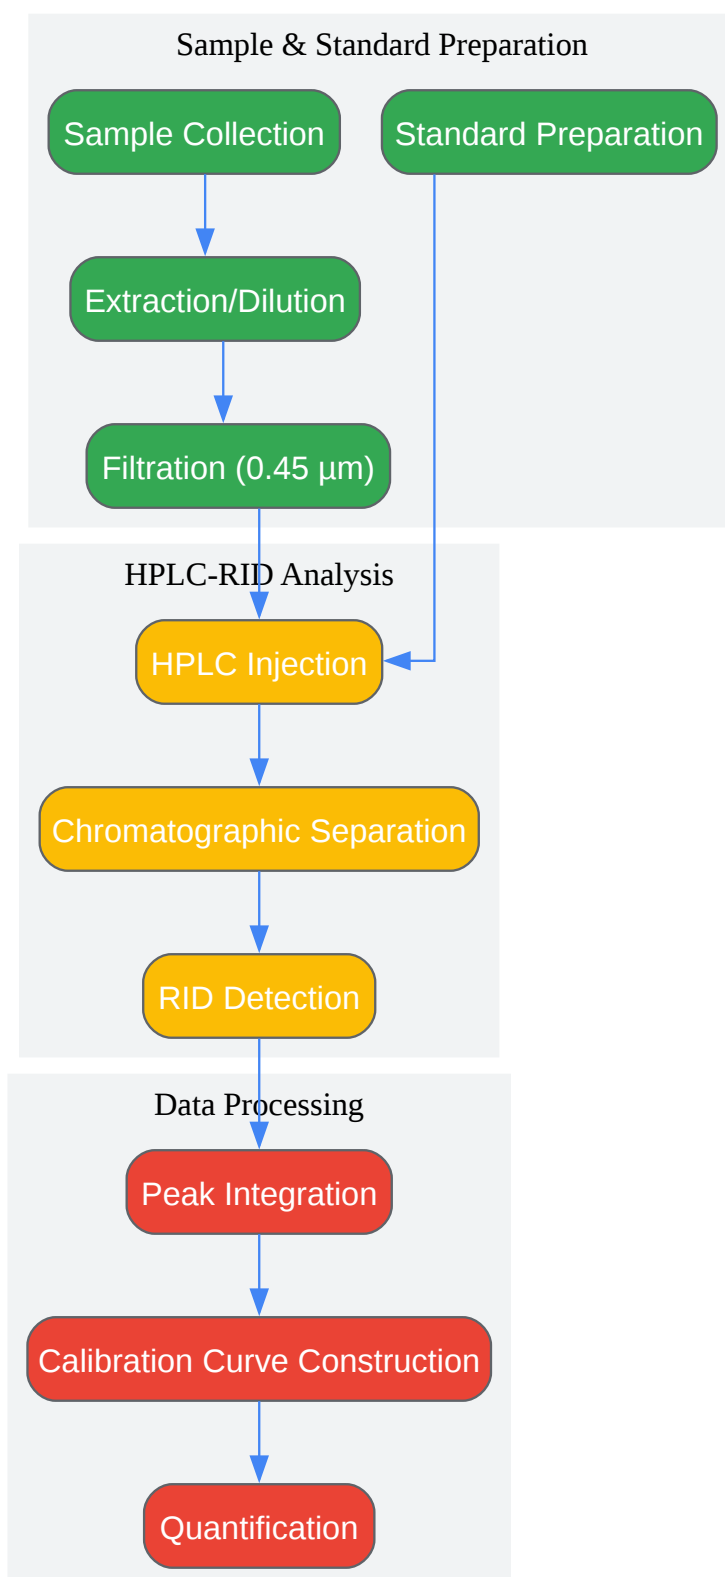 Sample & Standard Preparation
Sample Collection
Standard Preparation
Extraction/Dilution
Filtration (0.45 µm)
HPLC-RID Analysis
HPLC Injection
Chromatographic Separation
RID Detection
Data Processing
Peak Integration
Calibration Curve Construction
Quantification